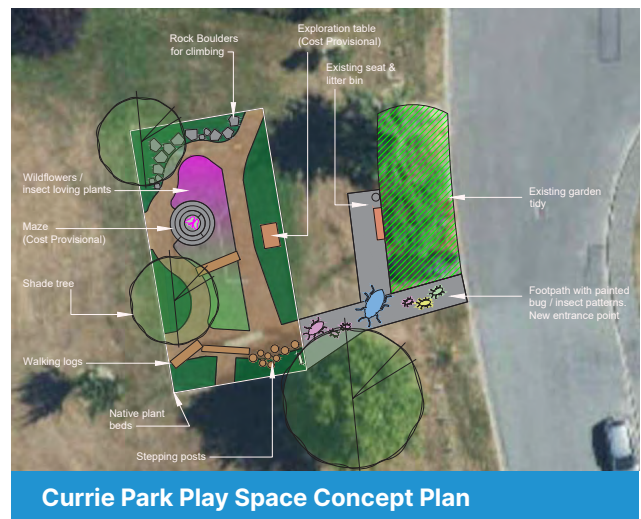 Rock Boulders
for climbing
Exploration table
(Cost Provisional)
Existing seat &
litter bin
Wildflowers /
insect loving plants
Maze
(Cost Provisional)
Shade tree
Walking logs
Native plant
beds
Stepping posts
Existing garden
tidy
Footpath with painted
bug / insect patterns.
New entrance point
Currie Park Play Space Concept Plan